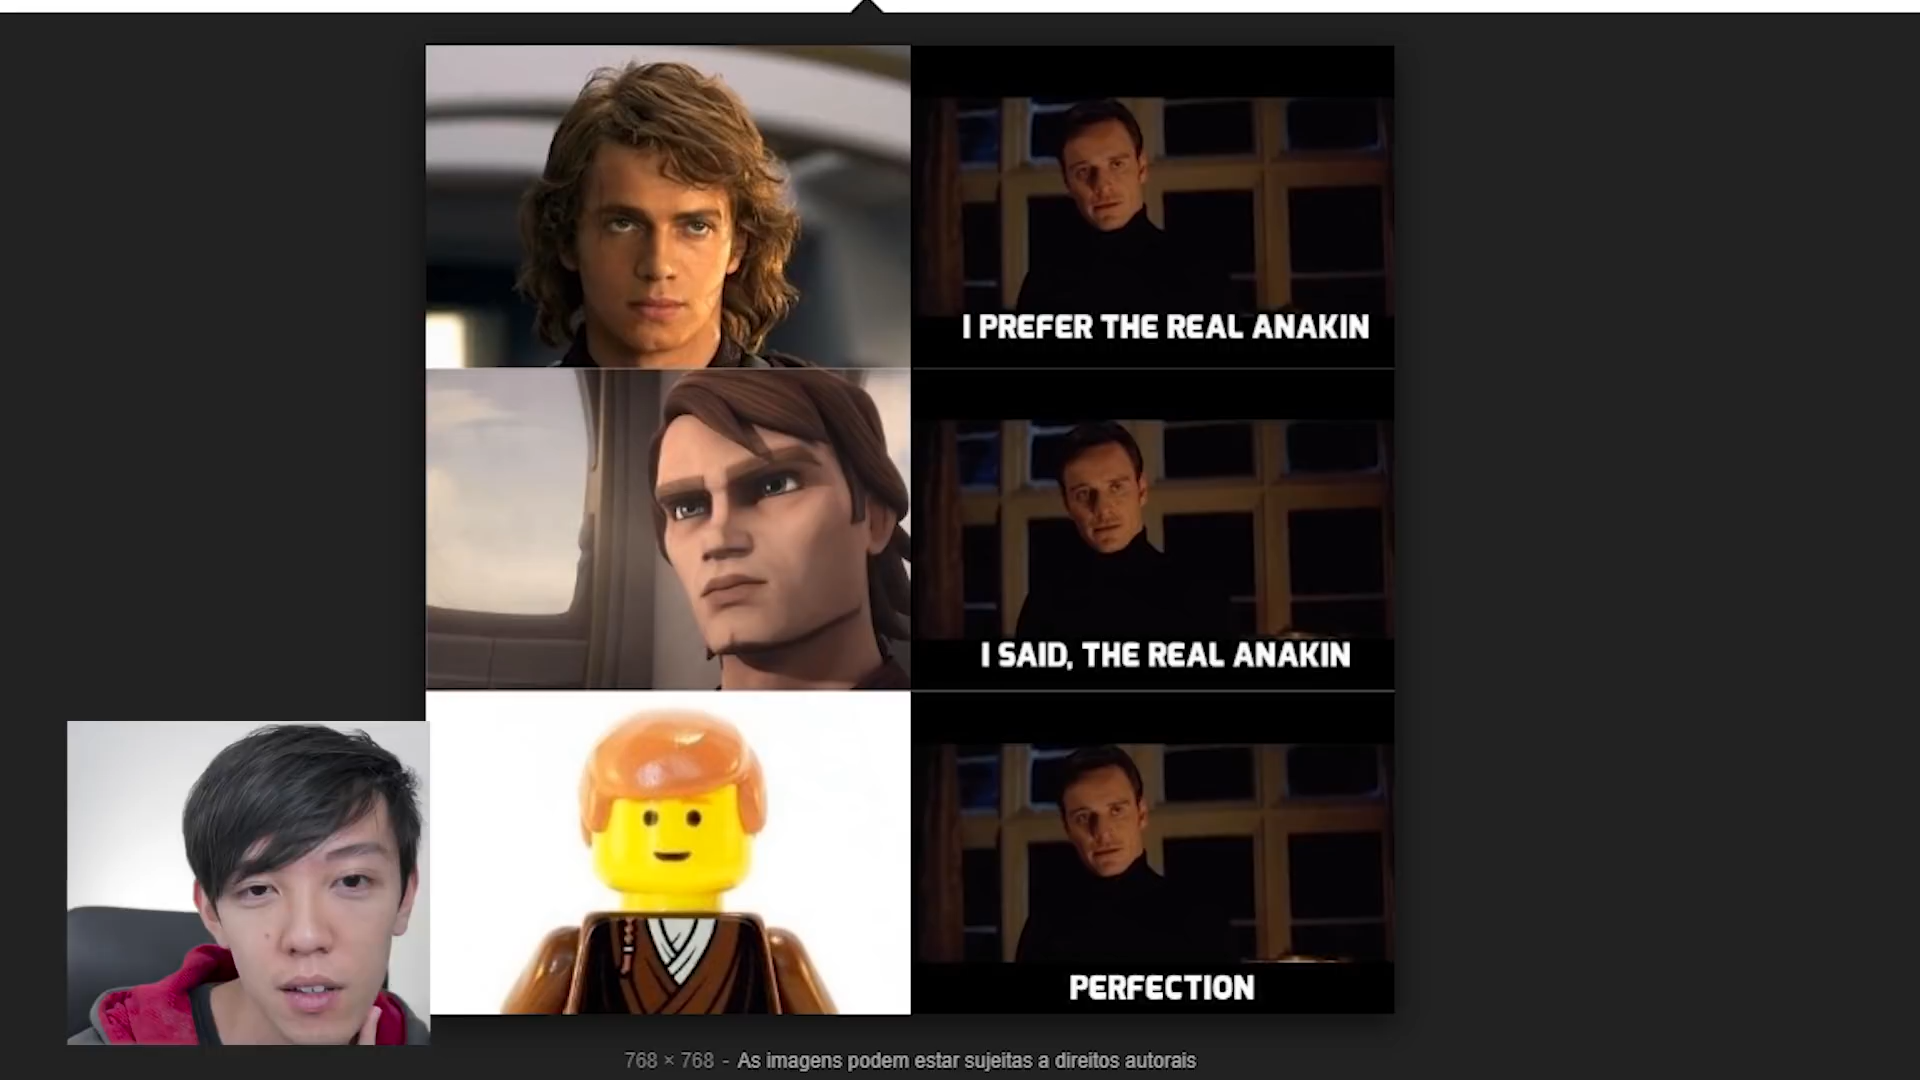 I PREFER THE REAL ANAKIN
I SAID, THE REAL ANAKIN
PERFECTION
768 × 768 - As imagens podem estar sujeitas a direitos autorais